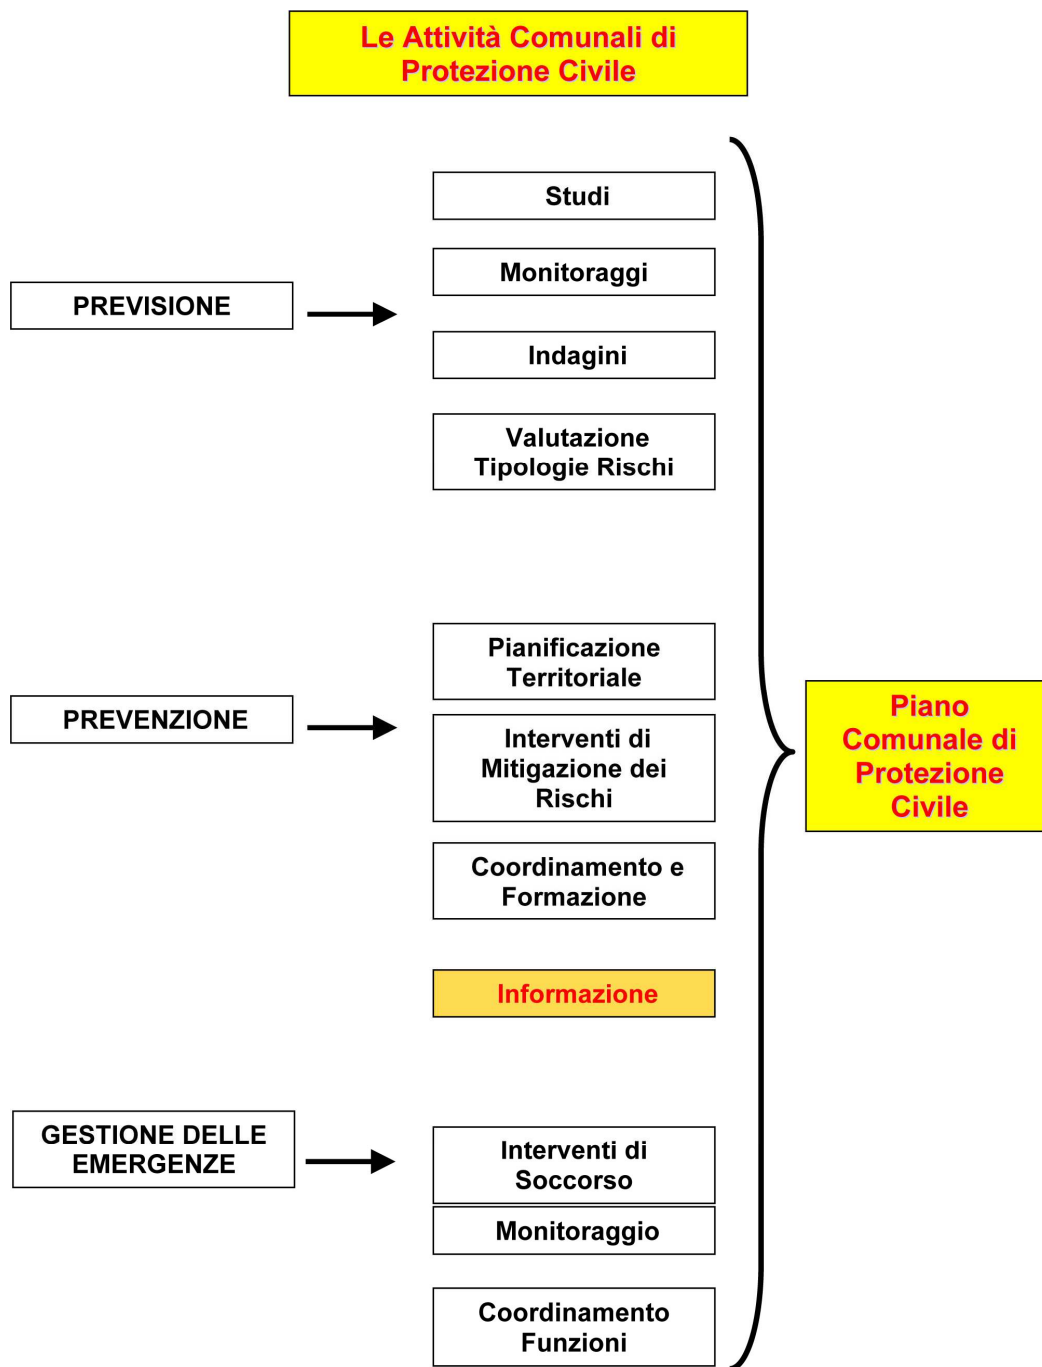 Le Attività Comunali di
Protezione Civile
PREVISIONE
Studi
Monitoraggi
Indagini
Valutazione
Tipologie Rischi
PREVENZIONE
Pianificazione
Territoriale
Interventi di
Mitigazione dei
Rischi
Coordinamento e
Formazione
Informazione
GESTIONE DELLE
EMERGENZE
Interventi di
Soccorso
Monitoraggio
Coordinamento
Funzioni
Piano
Comunale di
Protezione
Civile